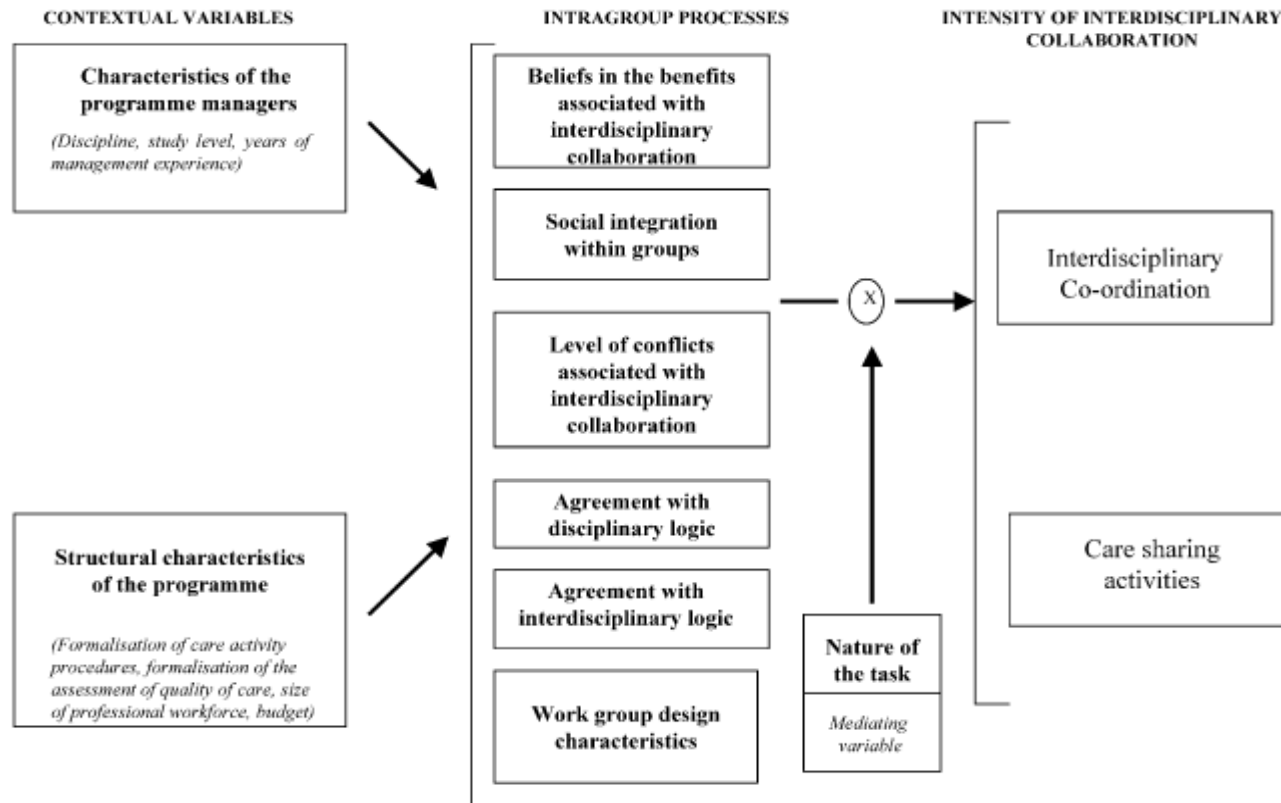 CONTEXTUAL VARIABLES
INTRAGROUP PROCESSES
INTENSITY OF INTERDISCIPLINARY
COLLABORATION
Characteristics of the
programme managers
(Discipline, study level, years of
management experience)
Structural characteristics
of the programme
(Formalisation of care activity
procedures, formalisation of the
assessment of quality of care, size
of professional workforce, budget)
Beliefs in the benefits
associated with
interdisciplinary
collaboration
Social integration
within groups
Level of conflicts
associated with
interdisciplinary
collaboration
Agreement with
disciplinary logic
Agreement with
interdisciplinary logic
Work group design
characteristics
X
Nature of
the task
Mediating
variable
Interdisciplinary
Co-ordination
Care sharing
activities